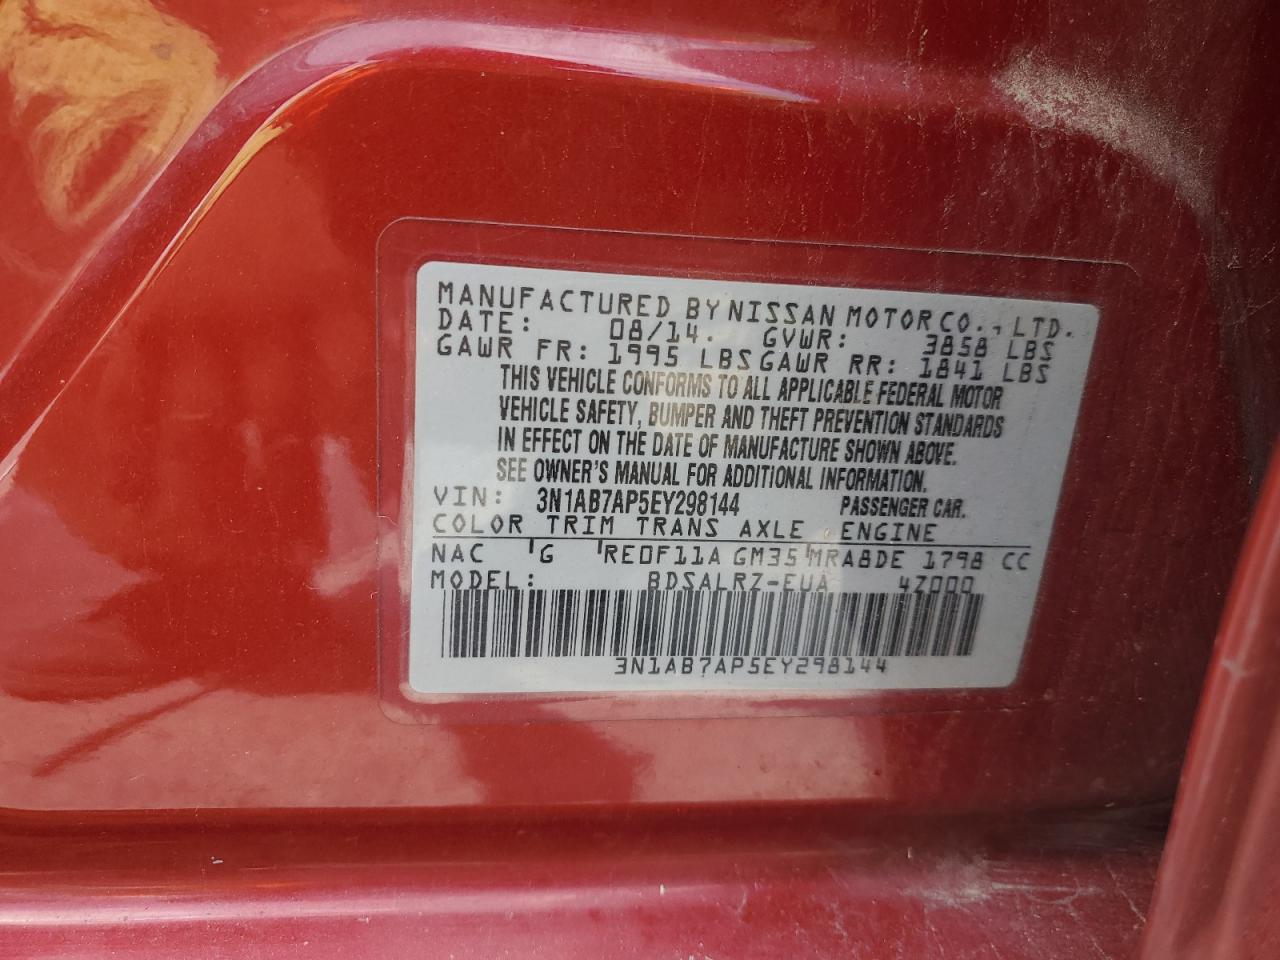 MANUFACTURED BY NISSAN MOTOR CO., LTD.
DATE: 08/14. GVWR: 3858 LBS
GAWR FR: 1995 LBS GAWR RR: 1841 LBS
THIS VEHICLE CONFORMS TO ALL APPLICABLE FEDERAL MOTOR
VEHICLE SAFETY, BUMPER AND THEFT PREVENTION STANDARDS
IN EFFECT ON THE DATE OF MANUFACTURE SHOWN ABOVE.
SEE OWNER'S MANUAL FOR ADDITIONAL INFORMATION.
VIN: 3N1AB7AP5EY298144 PASSENGER CAR.
COLOR TRIM TRANS AXLE ENGINE
NAC 'G 'RE0F11A GM35 'MRA8DE 1798 CC
MODEL: BDSALRZ-EUA 4Z000
3N1AB7AP5EY298144